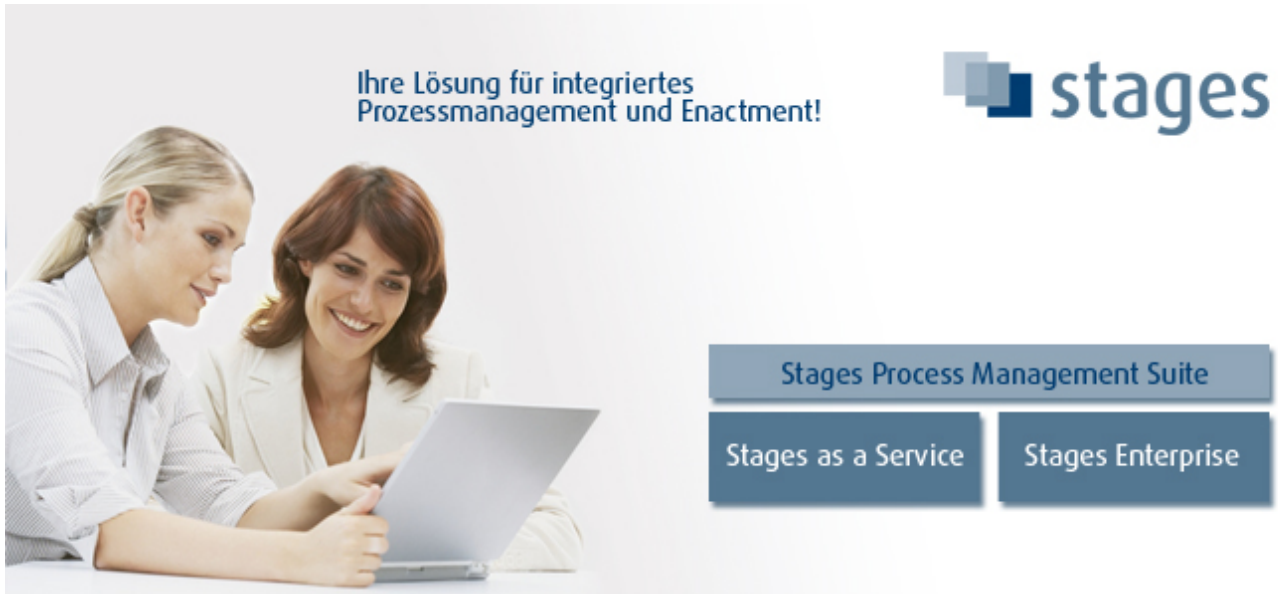 Ihre Lösung für integriertes
Prozessmanagement und Enactment!
stages
Stages Process Management Suite
Stages as a Service
Stages Enterprise